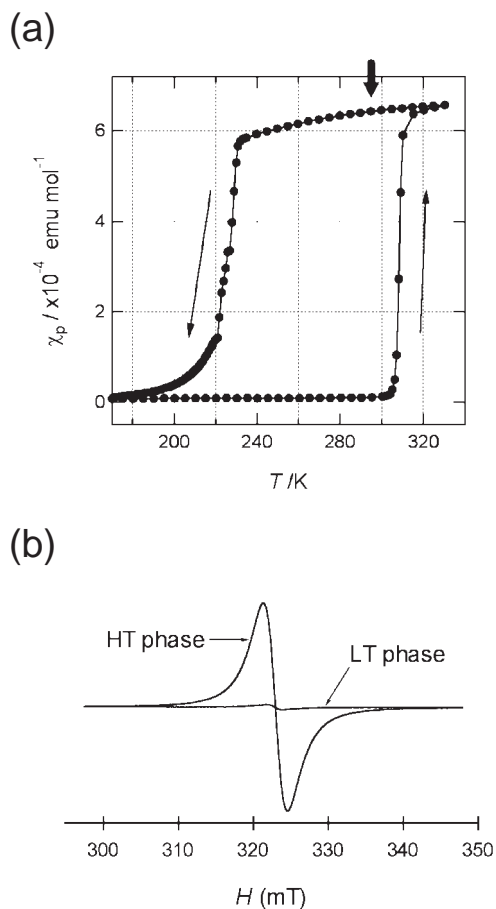 (a)
6
4
2
0
χₚ / x10⁻⁴ emu mol⁻¹
200 240 280 320
T /K
(b)
HT phase
LT phase
300 310 320 330 340 350
H (mT)